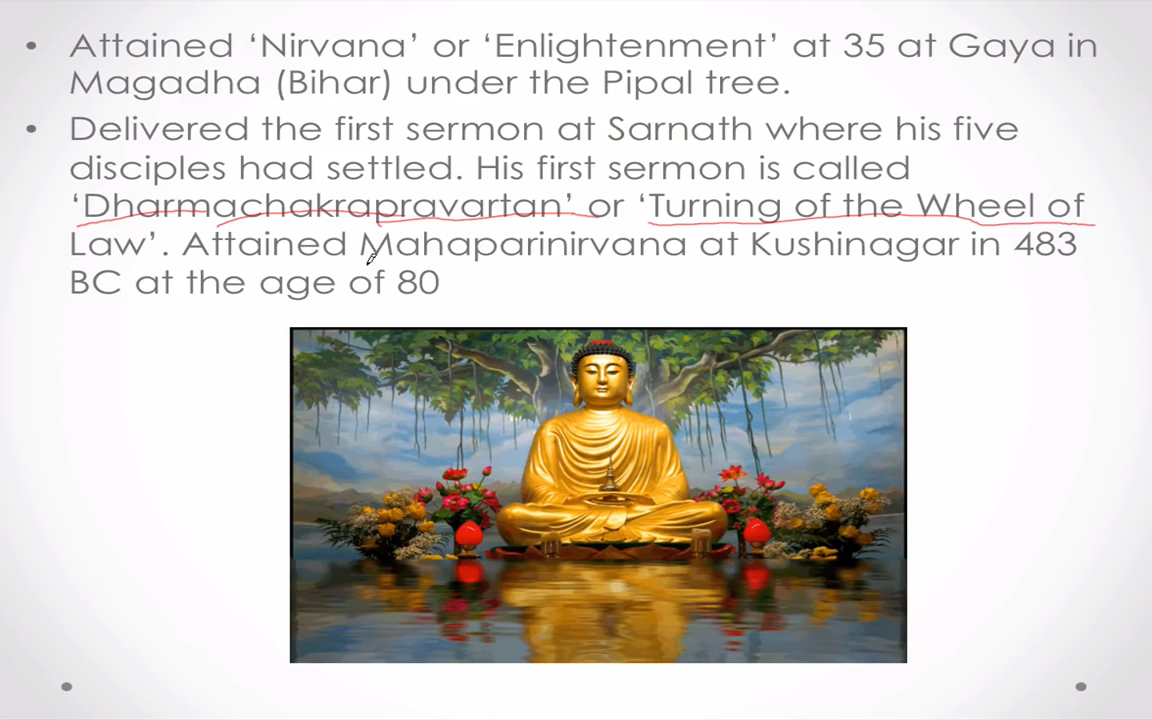 • Attained ‘Nirvana’ or ‘Enlightenment’ at 35 at Gaya in
Magadha (Bihar) under the Pipal tree.
• Delivered the first sermon at Sarnath where his five
disciples had settled. His first sermon is called
‘Dharmachakrapravartan’ or ‘Turning of the Wheel of
Law’. Attained Mahaparinirvana at Kushinagar in 483
BC at the age of 80